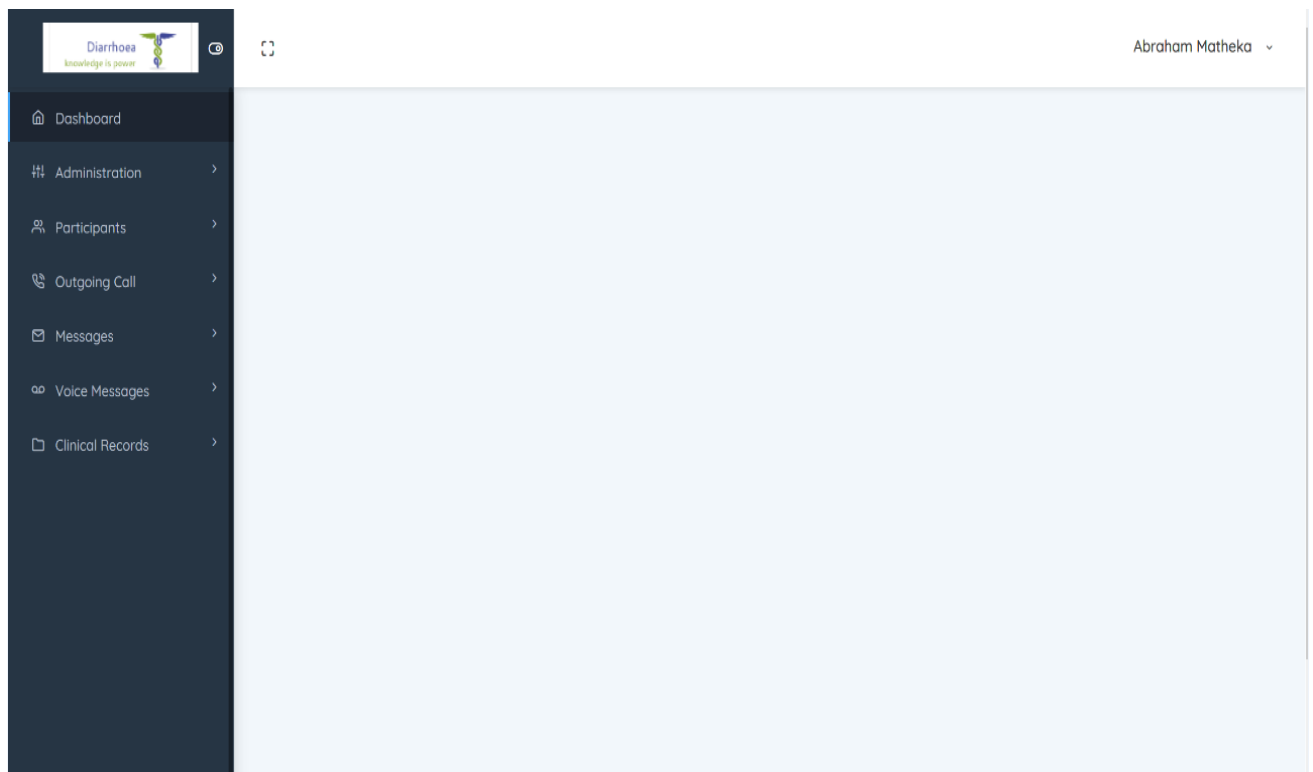 Diarrhoea
knowledge is power
Abraham Matheka
Dashboard
Administration
Participants
Outgoing Call
Messages
Voice Messages
Clinical Records